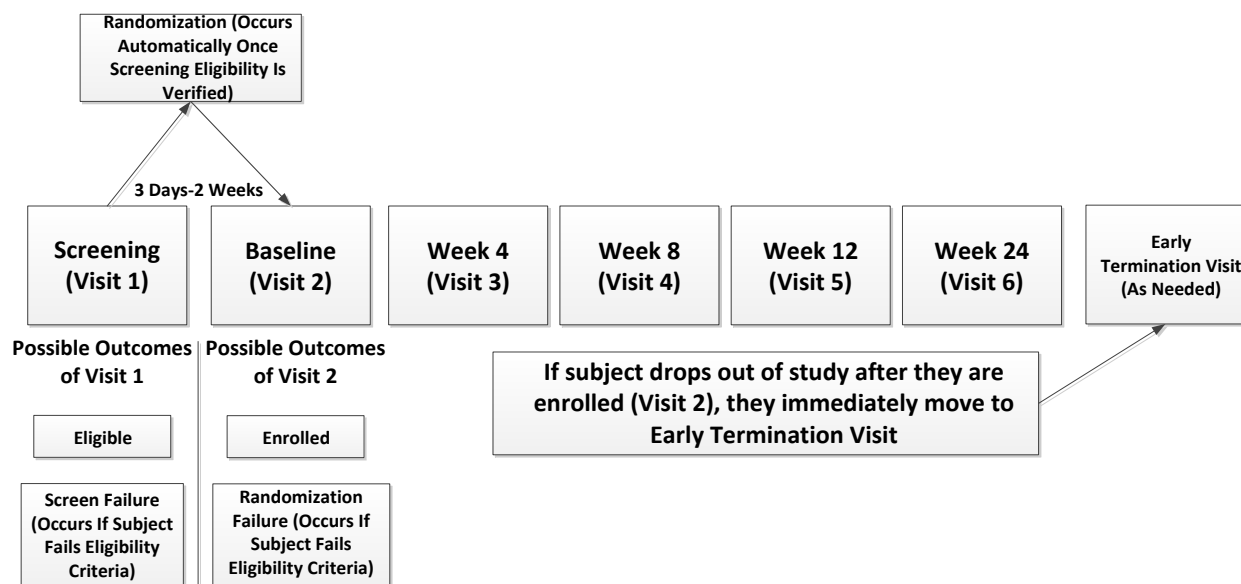 Randomization (Occurs
Automatically Once
Screening Eligibility Is
Verified)
3 Days-2 Weeks
Screening
(Visit 1)
Baseline
(Visit 2)
Week 4
(Visit 3)
Week 8
(Visit 4)
Week 12
(Visit 5)
Week 24
(Visit 6)
Early
Termination Visit
(As Needed)
Possible Outcomes
of Visit 1
Possible Outcomes
of Visit 2
If subject drops out of study after they are
enrolled (Visit 2), they immediately move to
Early Termination Visit
Eligible
Enrolled
Screen Failure
(Occurs If Subject
Fails Eligibility
Criteria)
Randomization
Failure (Occurs If
Subject Fails
Eligibility Criteria)